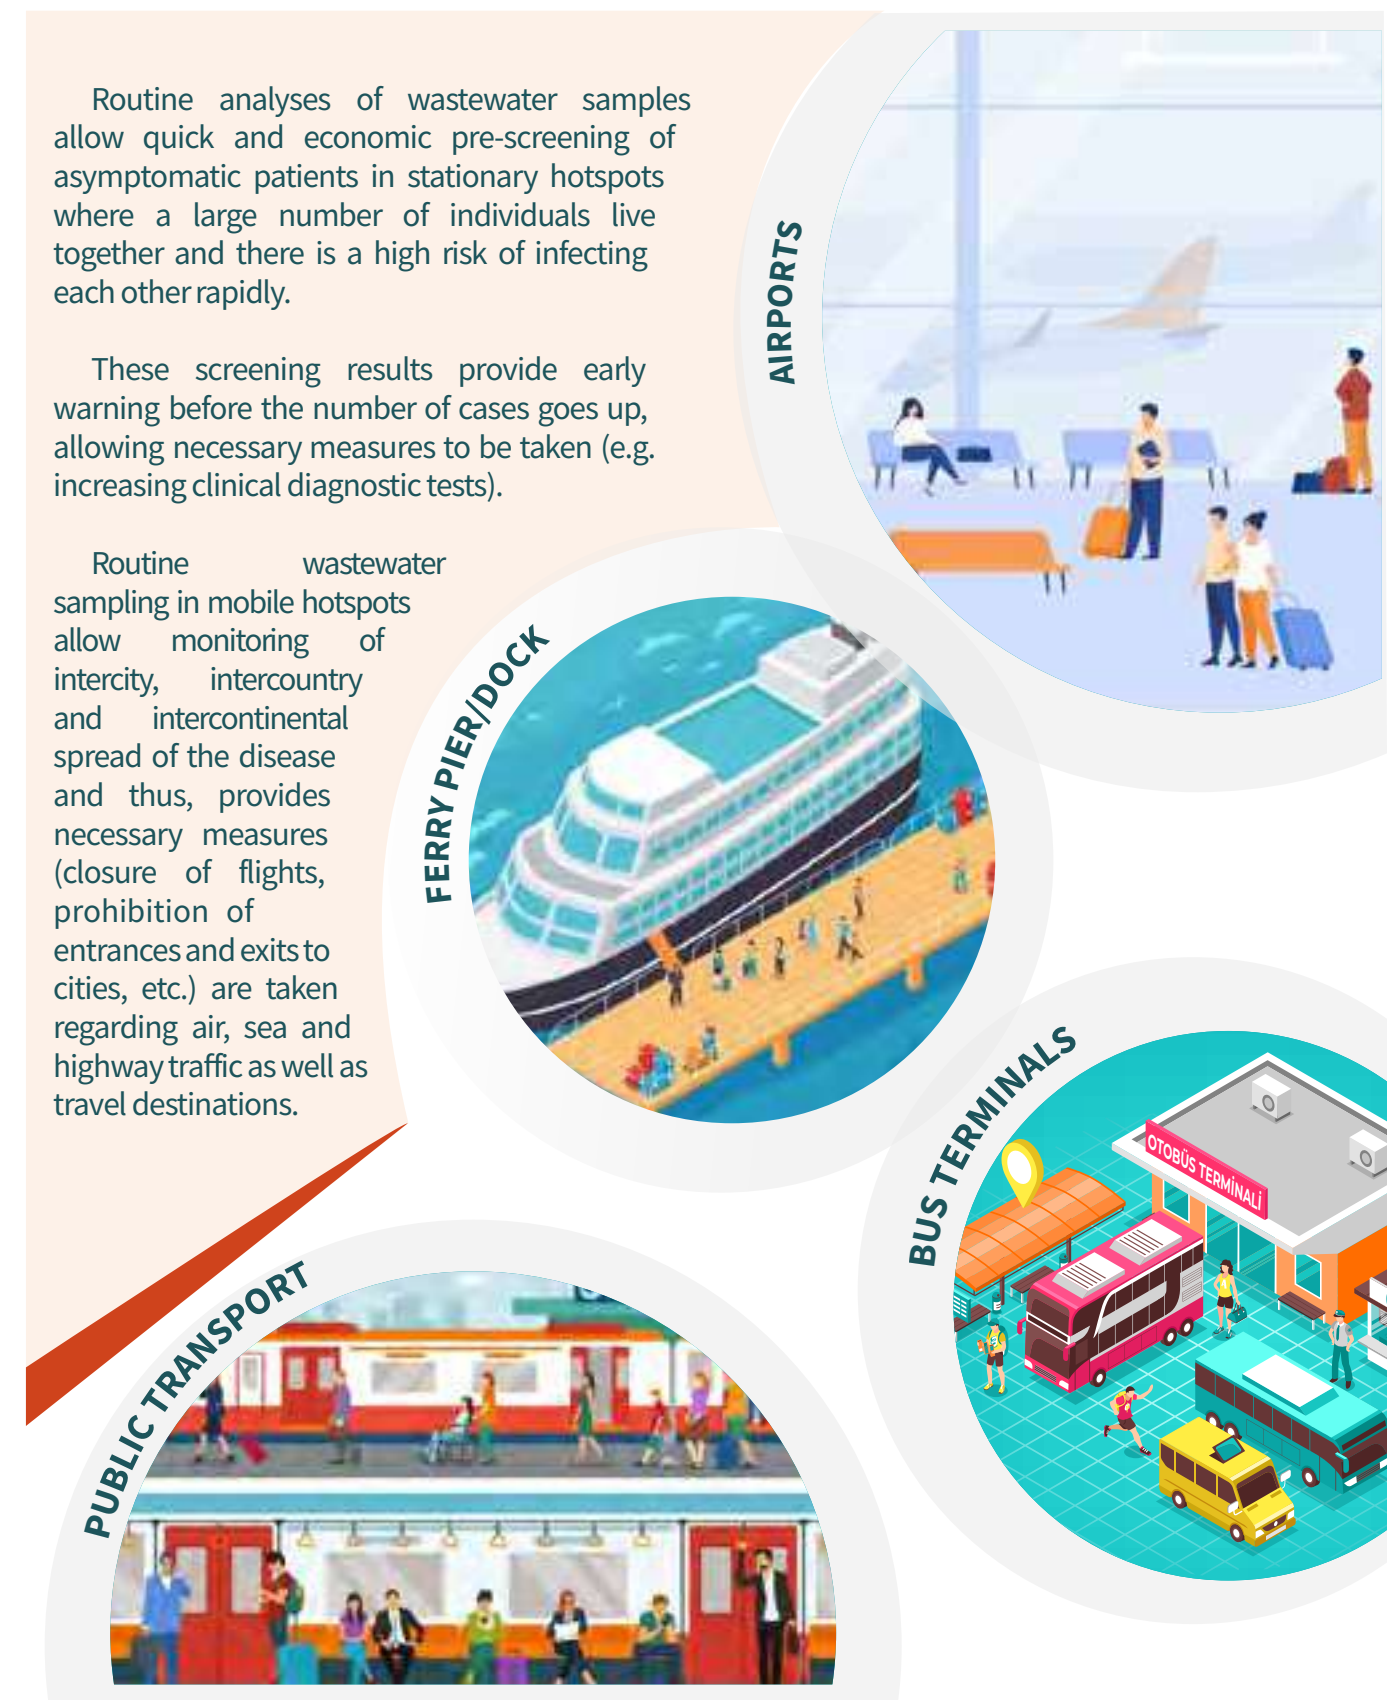 Routine analyses of wastewater samples
allow quick and economic pre-screening of
asymptomatic patients in stationary hotspots
where a large number of individuals live
together and there is a high risk of infecting
each other rapidly.
These screening results provide early
warning before the number of cases goes up,
allowing necessary measures to be taken (e.g.
increasing clinical diagnostic tests).
Routine wastewater
sampling in mobile hotspots
allow monitoring of
intercity, intercountry
and intercontinental
spread of the disease
and thus, provides
necessary measures
(closure of flights,
prohibition of
entrances and exits to
cities, etc.) are taken
regarding air, sea and
highway traffic as well as
travel destinations.
AIRPORTS
FERRY PIER/DOCK
BUS TERMINALS
OTOBÜS TERMİNALİ
PUBLIC TRANSPORT